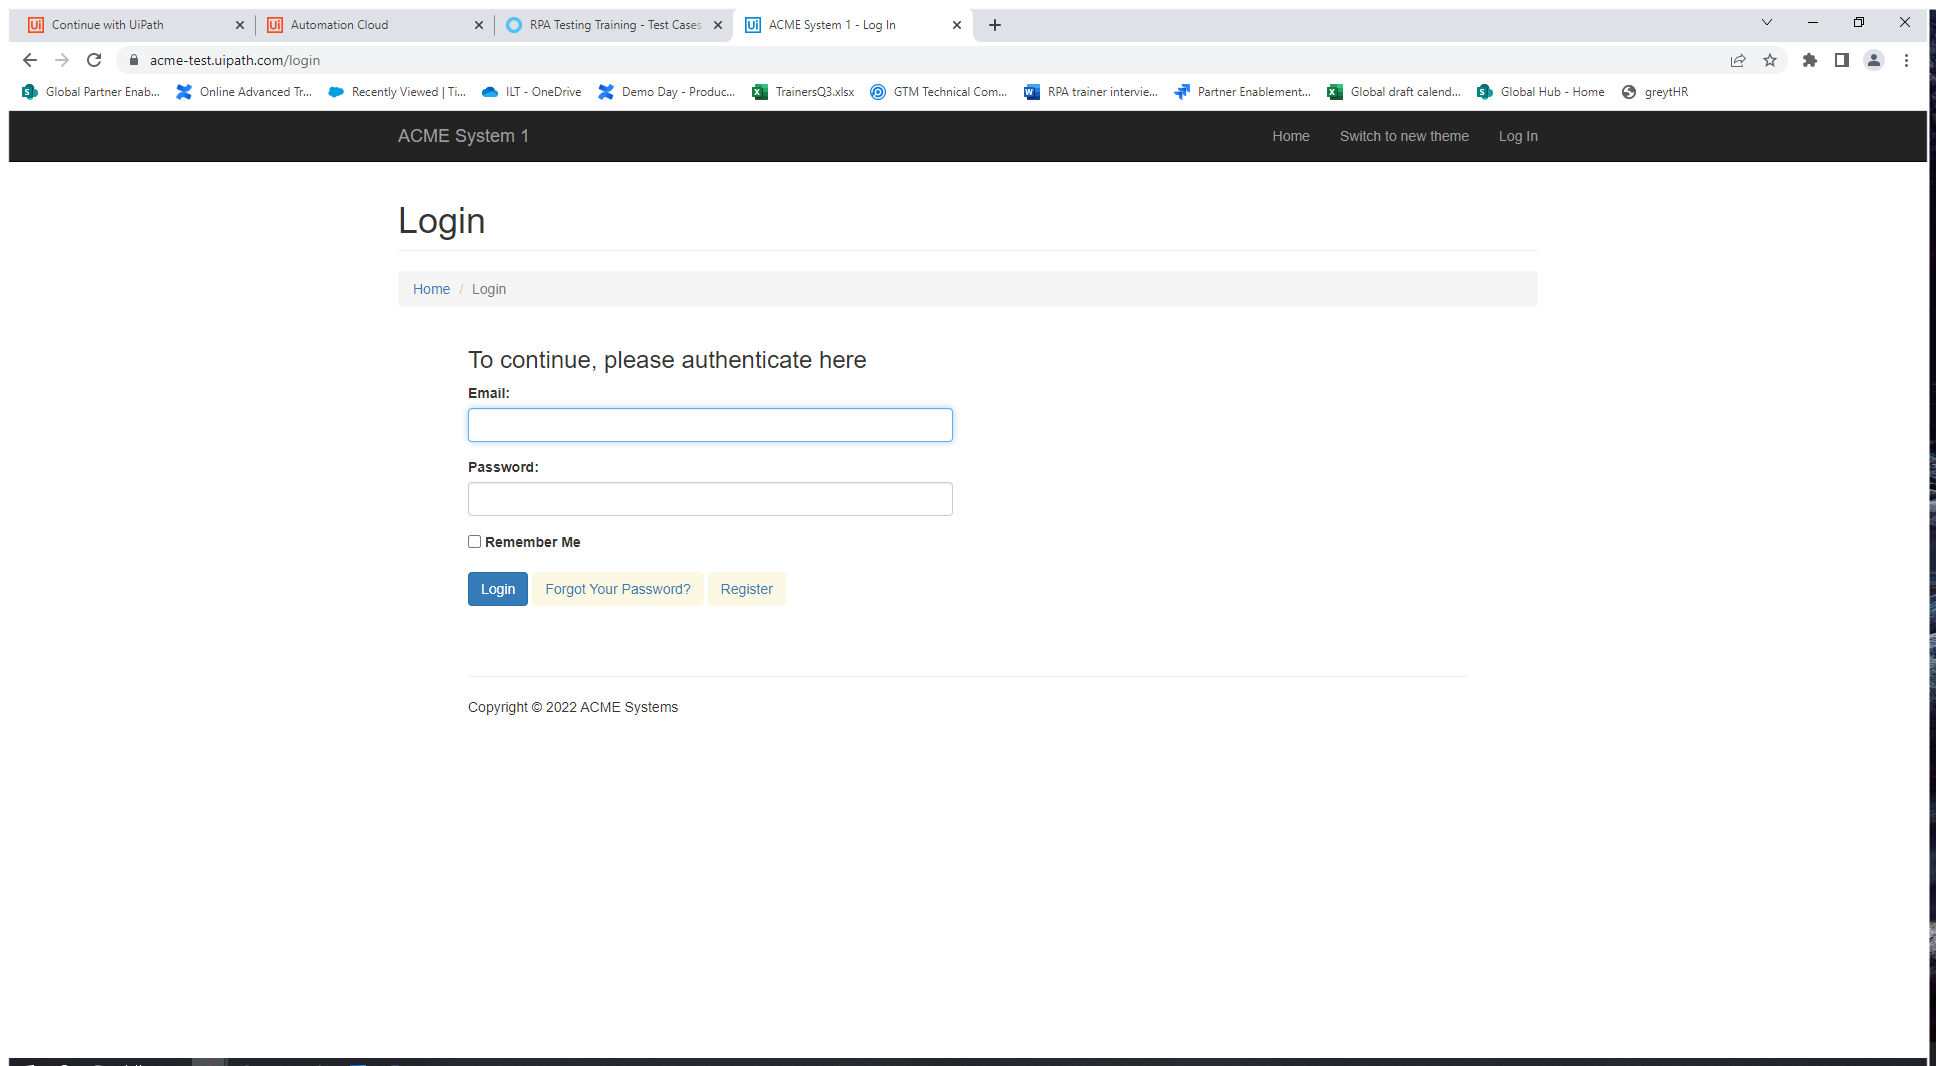 Continue with UiPath
Automation Cloud
RPA Testing Training - Test Cases
ACME System 1 - Log In
acme-test.uipath.com/login
Global Partner Enab... Online Advanced Tr... Recently Viewed | Ti... ILT - OneDrive Demo Day - Produc... TrainersQ3.xlsx GTM Technical Com... RPA trainer intervie... Partner Enablement... Global draft calend... Global Hub - Home greytHR
ACME System 1 Home Switch to new theme Log In
Login
Home / Login
To continue, please authenticate here
Email:
Password:
Remember Me
Login Forgot Your Password? Register
Copyright © 2022 ACME Systems